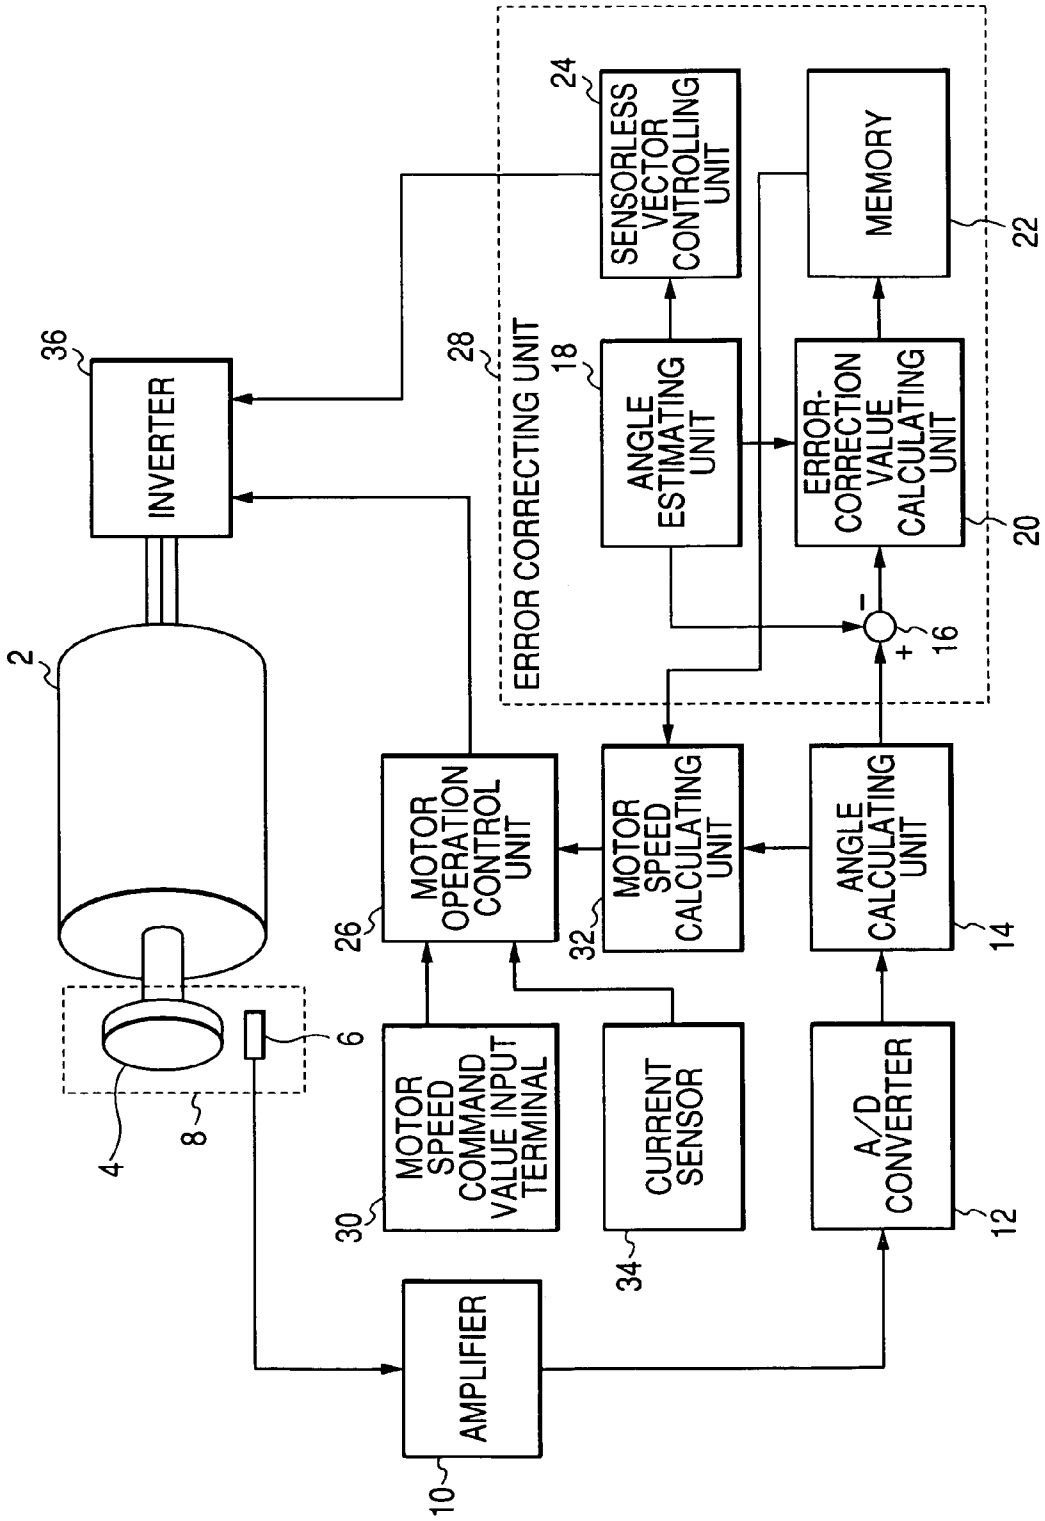 2
36
INVERTER
4
8
6
28
ERROR CORRECTING UNIT
24
SENSORLESS
VECTOR
CONTROLLING
UNIT
18
ANGLE
ESTIMATING
UNIT
MEMORY
22
ERROR-
CORRECTION
VALUE
CALCULATING
UNIT
20
−
+
16
26
MOTOR
OPERATION
CONTROL
UNIT
32
MOTOR
SPEED
CALCULATING
UNIT
ANGLE
CALCULATING
UNIT
14
30
MOTOR
SPEED
COMMAND
VALUE INPUT
TERMINAL
34
CURRENT
SENSOR
A/D
CONVERTER
12
10
AMPLIFIER